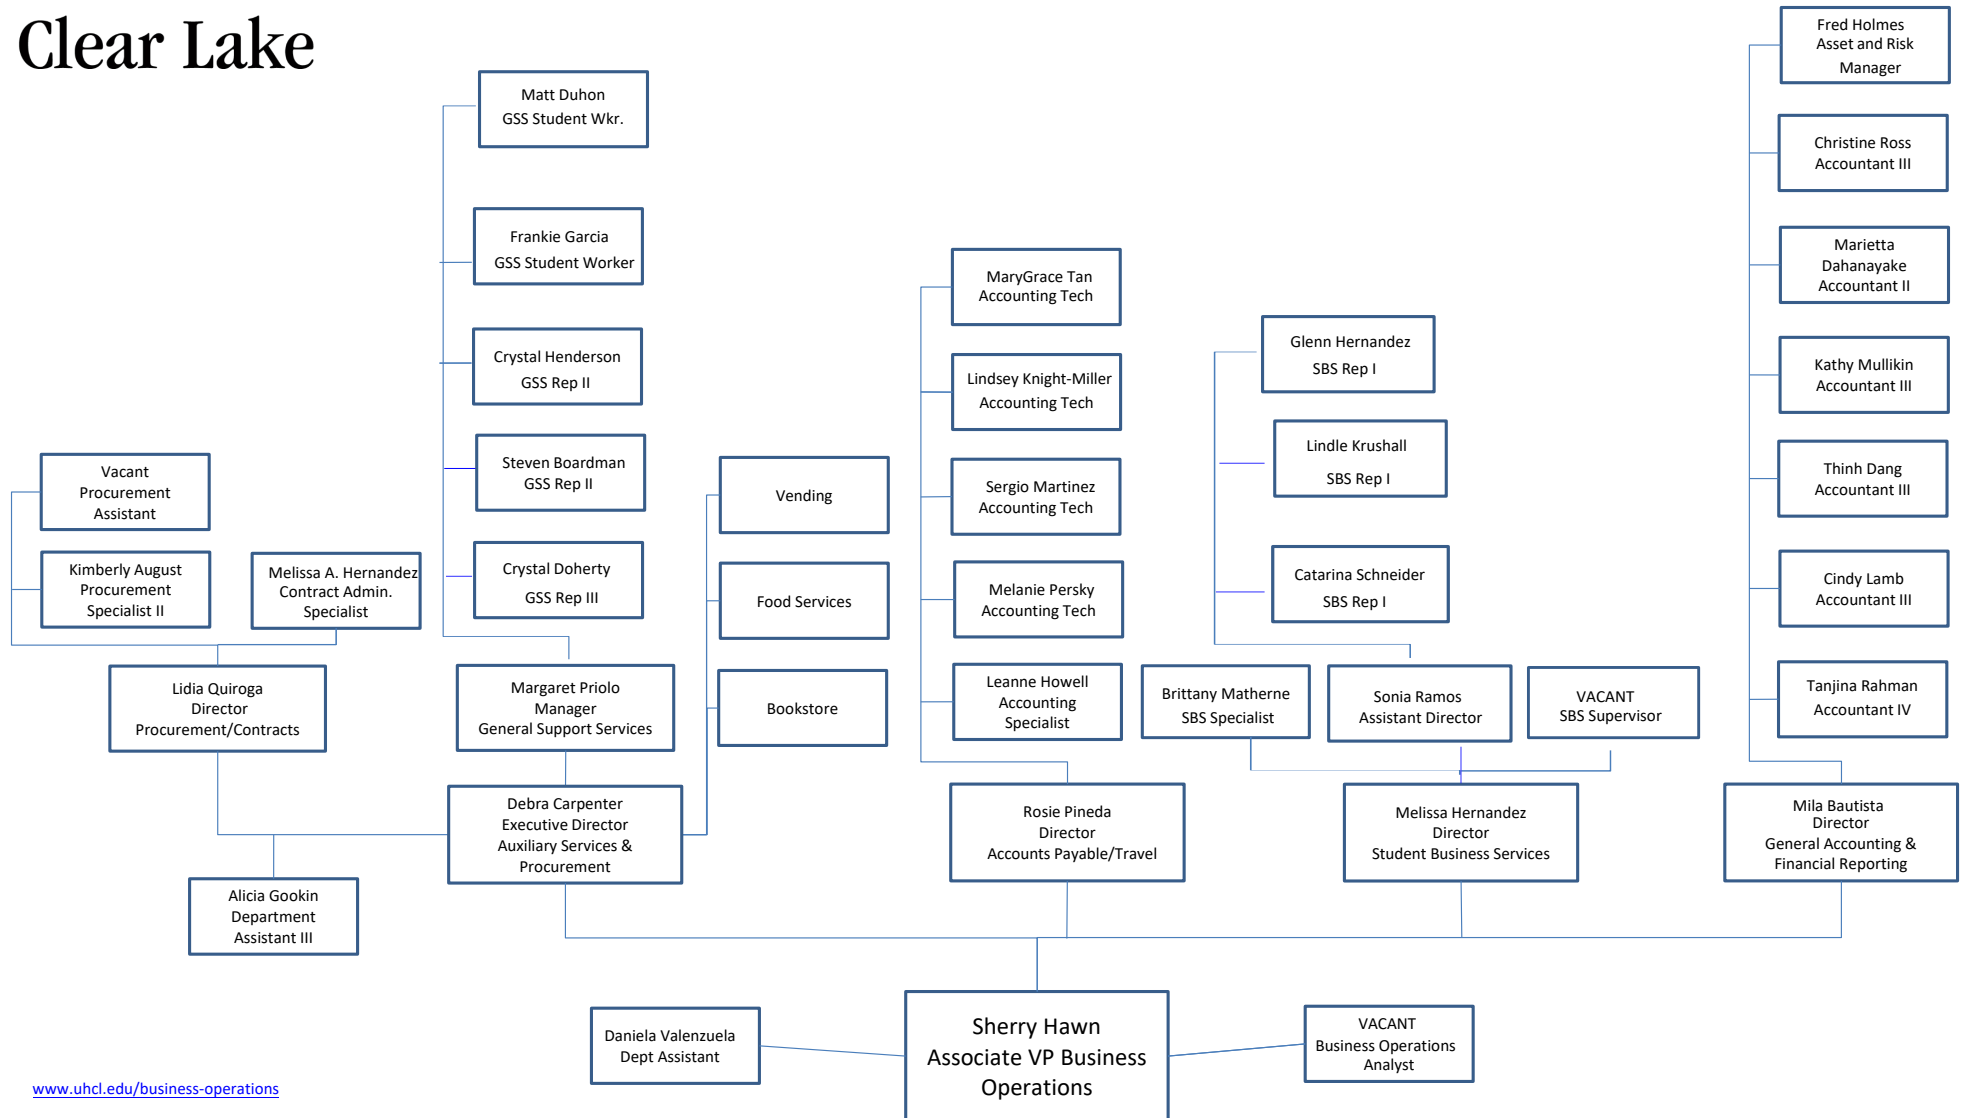 Clear Lake
Fred Holmes
Asset and Risk
Manager
Matt Duhon
GSS Student Wkr.
Christine Ross
Accountant III
Frankie Garcia
GSS Student Worker
Marietta
Dahanayake
Accountant II
MaryGrace Tan
Accounting Tech
Glenn Hernandez
SBS Rep I
Crystal Henderson
GSS Rep II
Lindsey Knight-Miller
Accounting Tech
Kathy Mullikin
Accountant III
Lindle Krushall
SBS Rep I
Steven Boardman
GSS Rep II
Vacant
Procurement
Assistant
Vending
Sergio Martinez
Accounting Tech
Thinh Dang
Accountant III
Kimberly August
Procurement
Specialist II
Melissa A. Hernandez
Contract Admin.
Specialist
Crystal Doherty
GSS Rep III
Food Services
Melanie Persky
Accounting Tech
Catarina Schneider
SBS Rep I
Cindy Lamb
Accountant III
Lidia Quiroga
Director
Procurement/Contracts
Margaret Priolo
Manager
General Support Services
Bookstore
Leanne Howell
Accounting
Specialist
Brittany Matherne
SBS Specialist
Sonia Ramos
Assistant Director
VACANT
SBS Supervisor
Tanjina Rahman
Accountant IV
Debra Carpenter
Executive Director
Auxiliary Services &
Procurement
Rosie Pineda
Director
Accounts Payable/Travel
Melissa Hernandez
Director
Student Business Services
Mila Bautista
Director
General Accounting &
Financial Reporting
Alicia Gookin
Department
Assistant III
Daniela Valenzuela
Dept Assistant
Sherry Hawn
Associate VP Business
Operations
VACANT
Business Operations
Analyst
www.uhcl.edu/business-operations